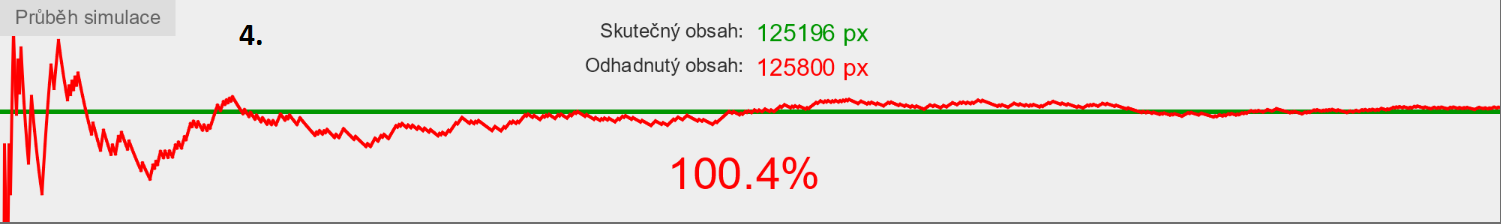 Průběh simulace
4.
Skutečný obsah: 125196 px
Odhadnutý obsah: 125800 px
100.4%